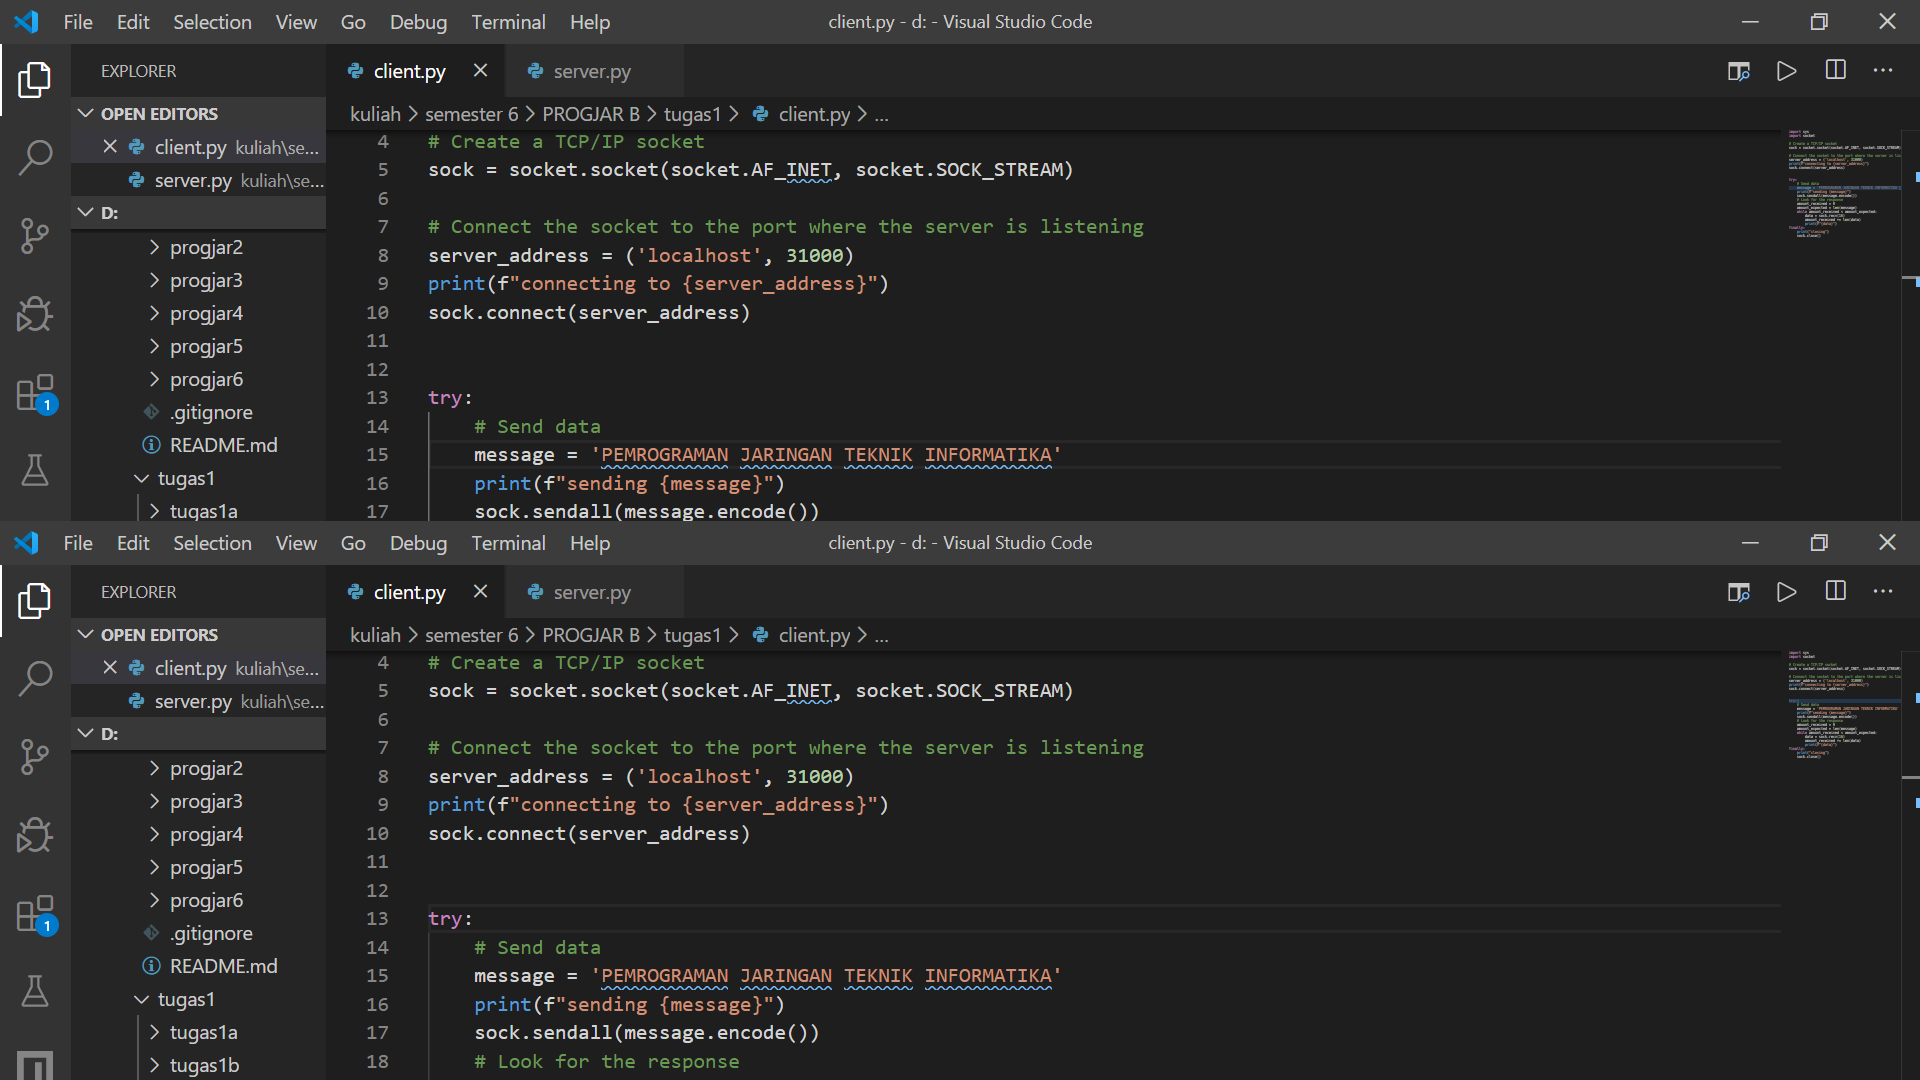 File Edit Selection View Go Debug Terminal Help client.py - d: - Visual Studio Code
EXPLORER
OPEN EDITORS
client.py kuliah\se...
server.py kuliah\se...
D:
progjar2
progjar3
progjar4
progjar5
progjar6
.gitignore
README.md
tugas1
tugas1a
1
client.py server.py
kuliah > semester 6 > PROGJAR B > tugas1 > client.py > ...
4 # Create a TCP/IP socket
5 sock = socket.socket(socket.AF_INET, socket.SOCK_STREAM)
6
7 # Connect the socket to the port where the server is listening
8 server_address = ('localhost', 31000)
9 print(f"connecting to {server_address}")
10 sock.connect(server_address)
11
12
13 try:
14 # Send data
15 message = 'PEMROGRAMAN JARINGAN TEKNIK INFORMATIKA'
16 print(f"sending {message}")
17 sock.sendall(message.encode())
File Edit Selection View Go Debug Terminal Help client.py - d: - Visual Studio Code
EXPLORER
OPEN EDITORS
client.py kuliah\se...
server.py kuliah\se...
D:
progjar2
progjar3
progjar4
progjar5
progjar6
.gitignore
README.md
tugas1
tugas1a
tugas1b
1
client.py server.py
kuliah > semester 6 > PROGJAR B > tugas1 > client.py > ...
4 # Create a TCP/IP socket
5 sock = socket.socket(socket.AF_INET, socket.SOCK_STREAM)
6
7 # Connect the socket to the port where the server is listening
8 server_address = ('localhost', 31000)
9 print(f"connecting to {server_address}")
10 sock.connect(server_address)
11
12
13 try:
14 # Send data
15 message = 'PEMROGRAMAN JARINGAN TEKNIK INFORMATIKA'
16 print(f"sending {message}")
17 sock.sendall(message.encode())
18 # Look for the response